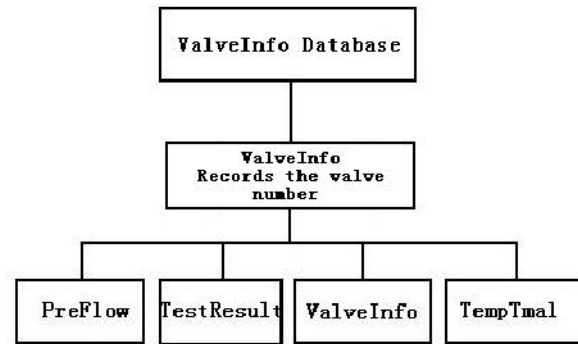 ValveInfo Database
ValveInfo
Records the valve
number
PreFlow
TestResult
ValveInfo
TempTmal